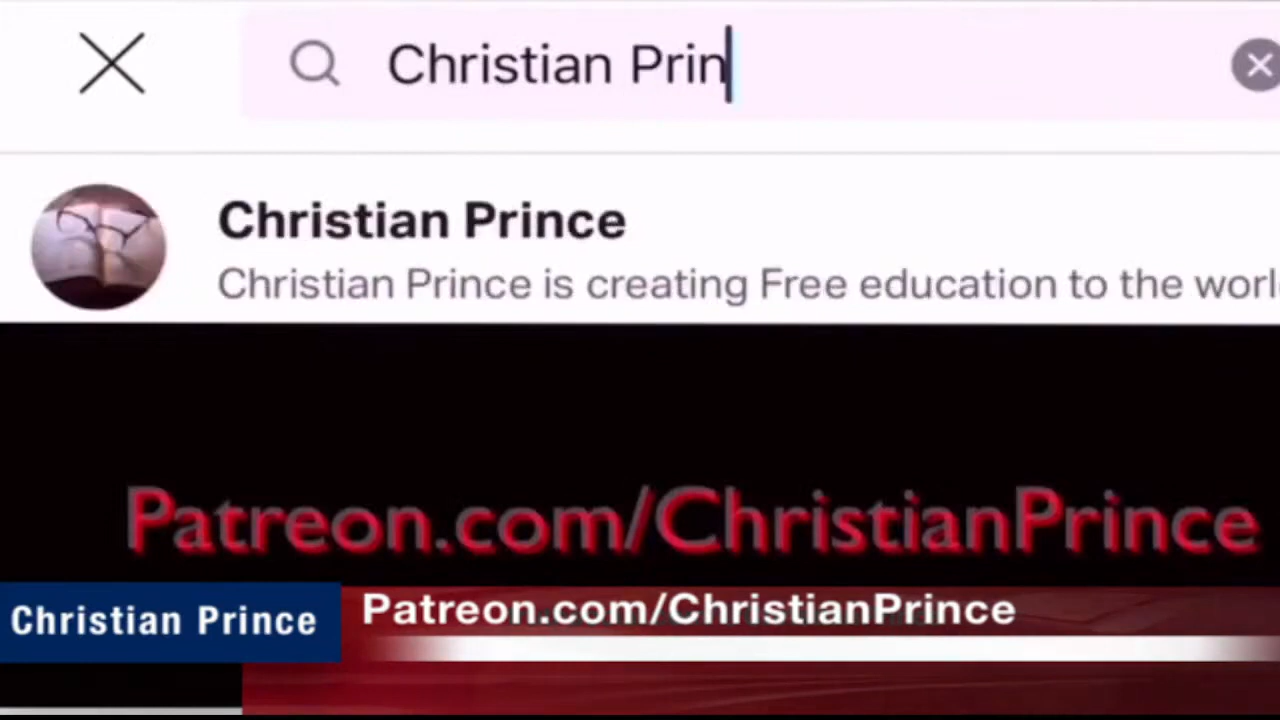 Christian Prin
Christian Prince
Christian Prince is creating Free education to the worl
Patreon.com/ChristianPrince
Christian Prince
Patreon.com/ChristianPrince